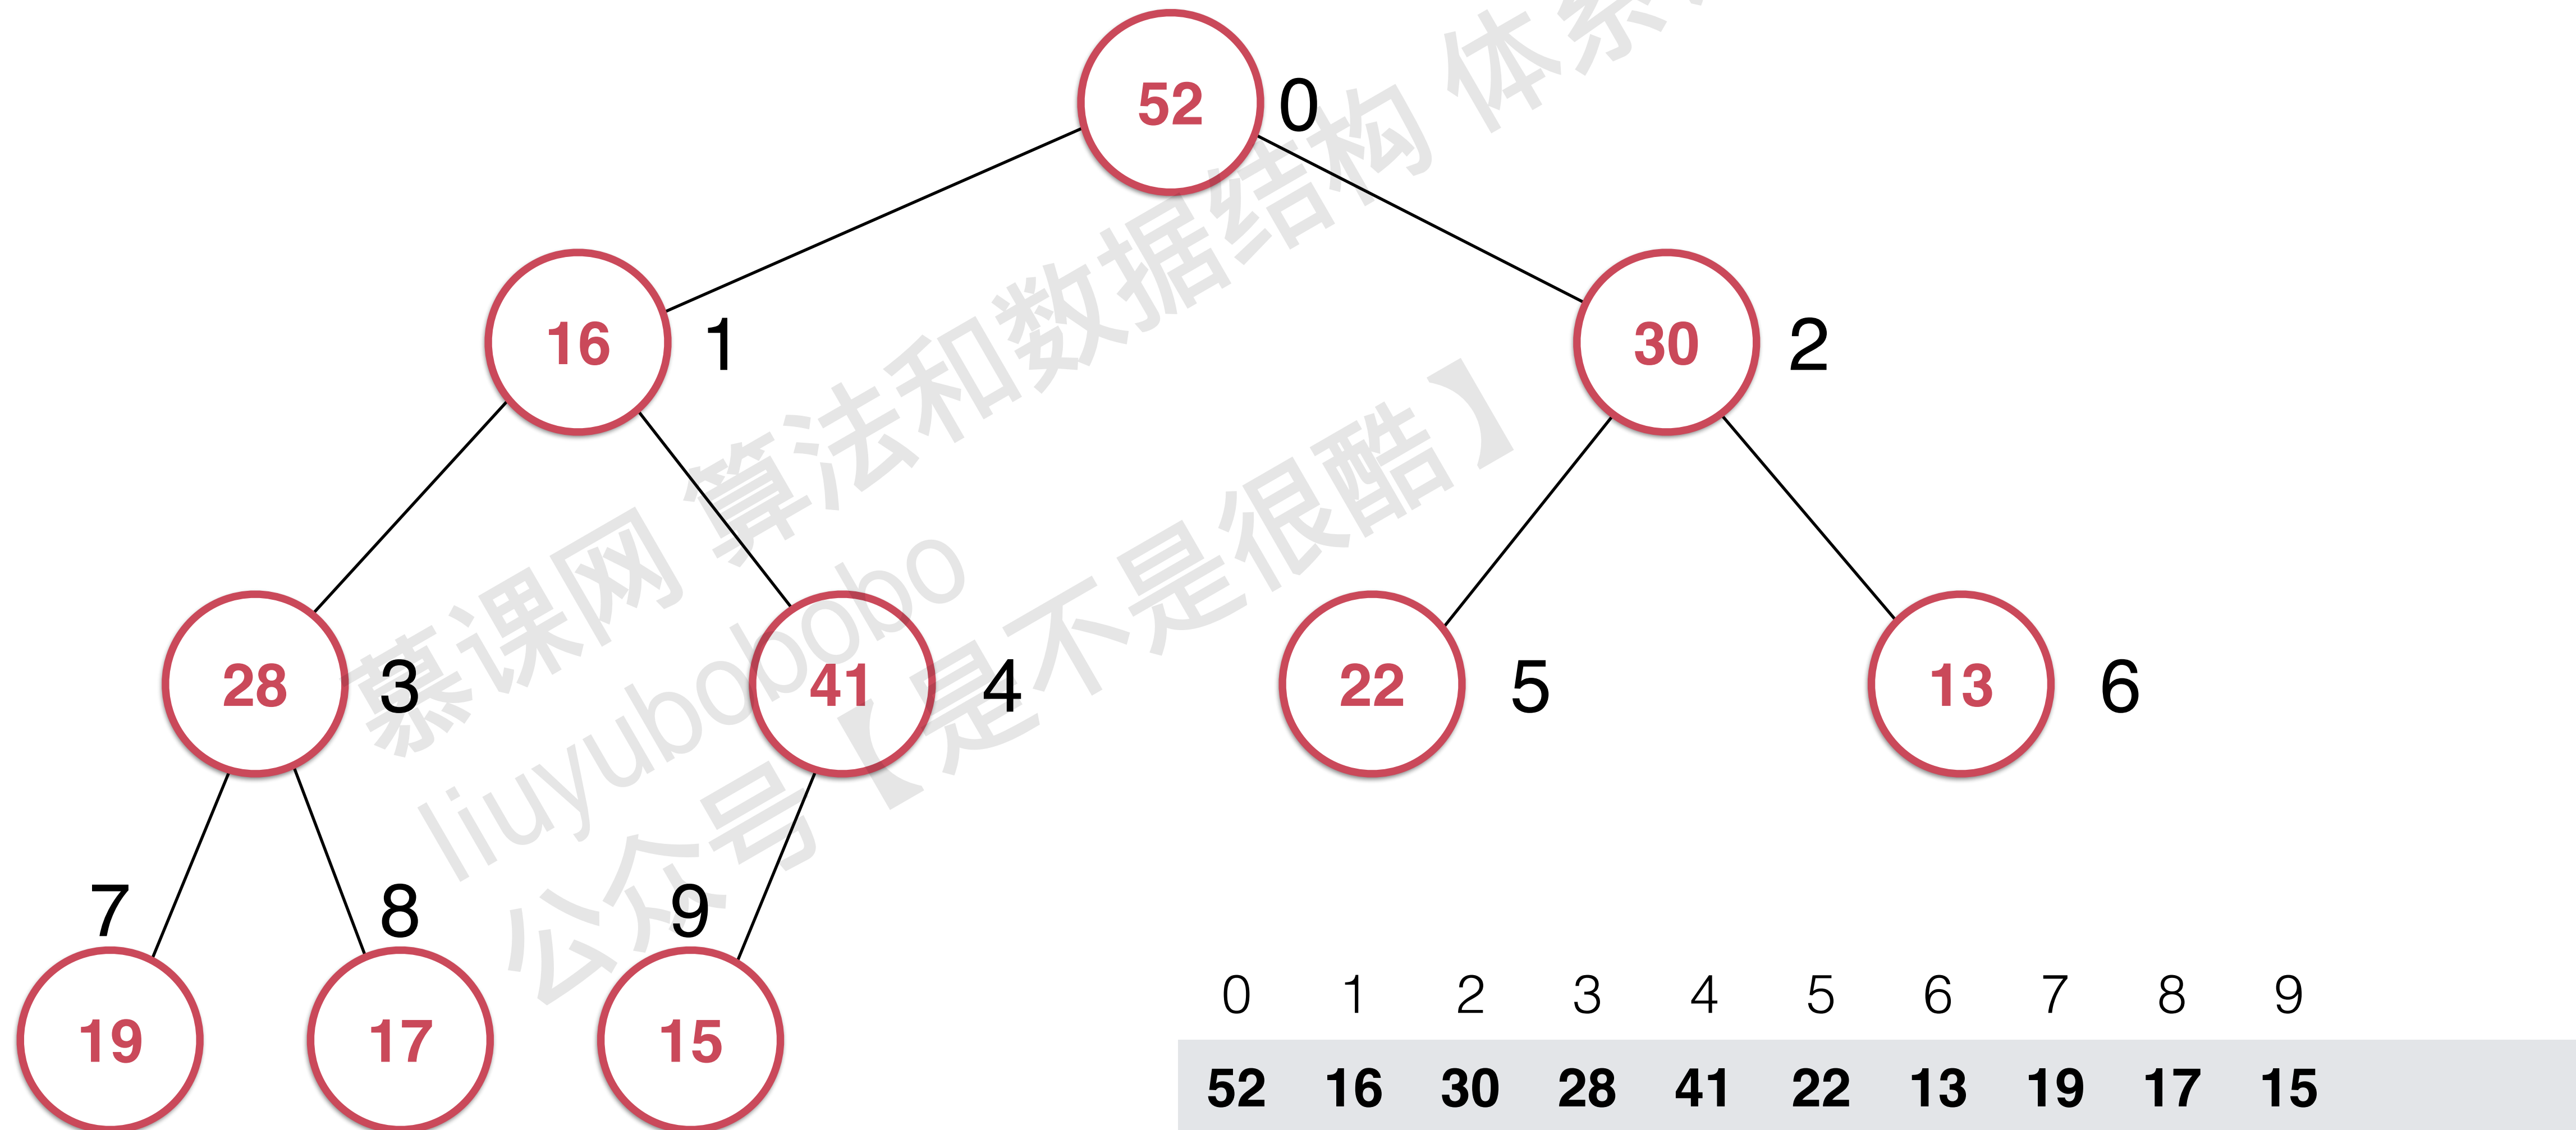 52 0
16 1 30 2
28 3 41 4 22 5 13 6
7 8 9
19 17 15
0 1 2 3 4 5 6 7 8 9
52 16 30 28 41 22 13 19 17 15
慕课网 算法和数据结构 体系
liuyubobobo
公众号【是不是很酷】